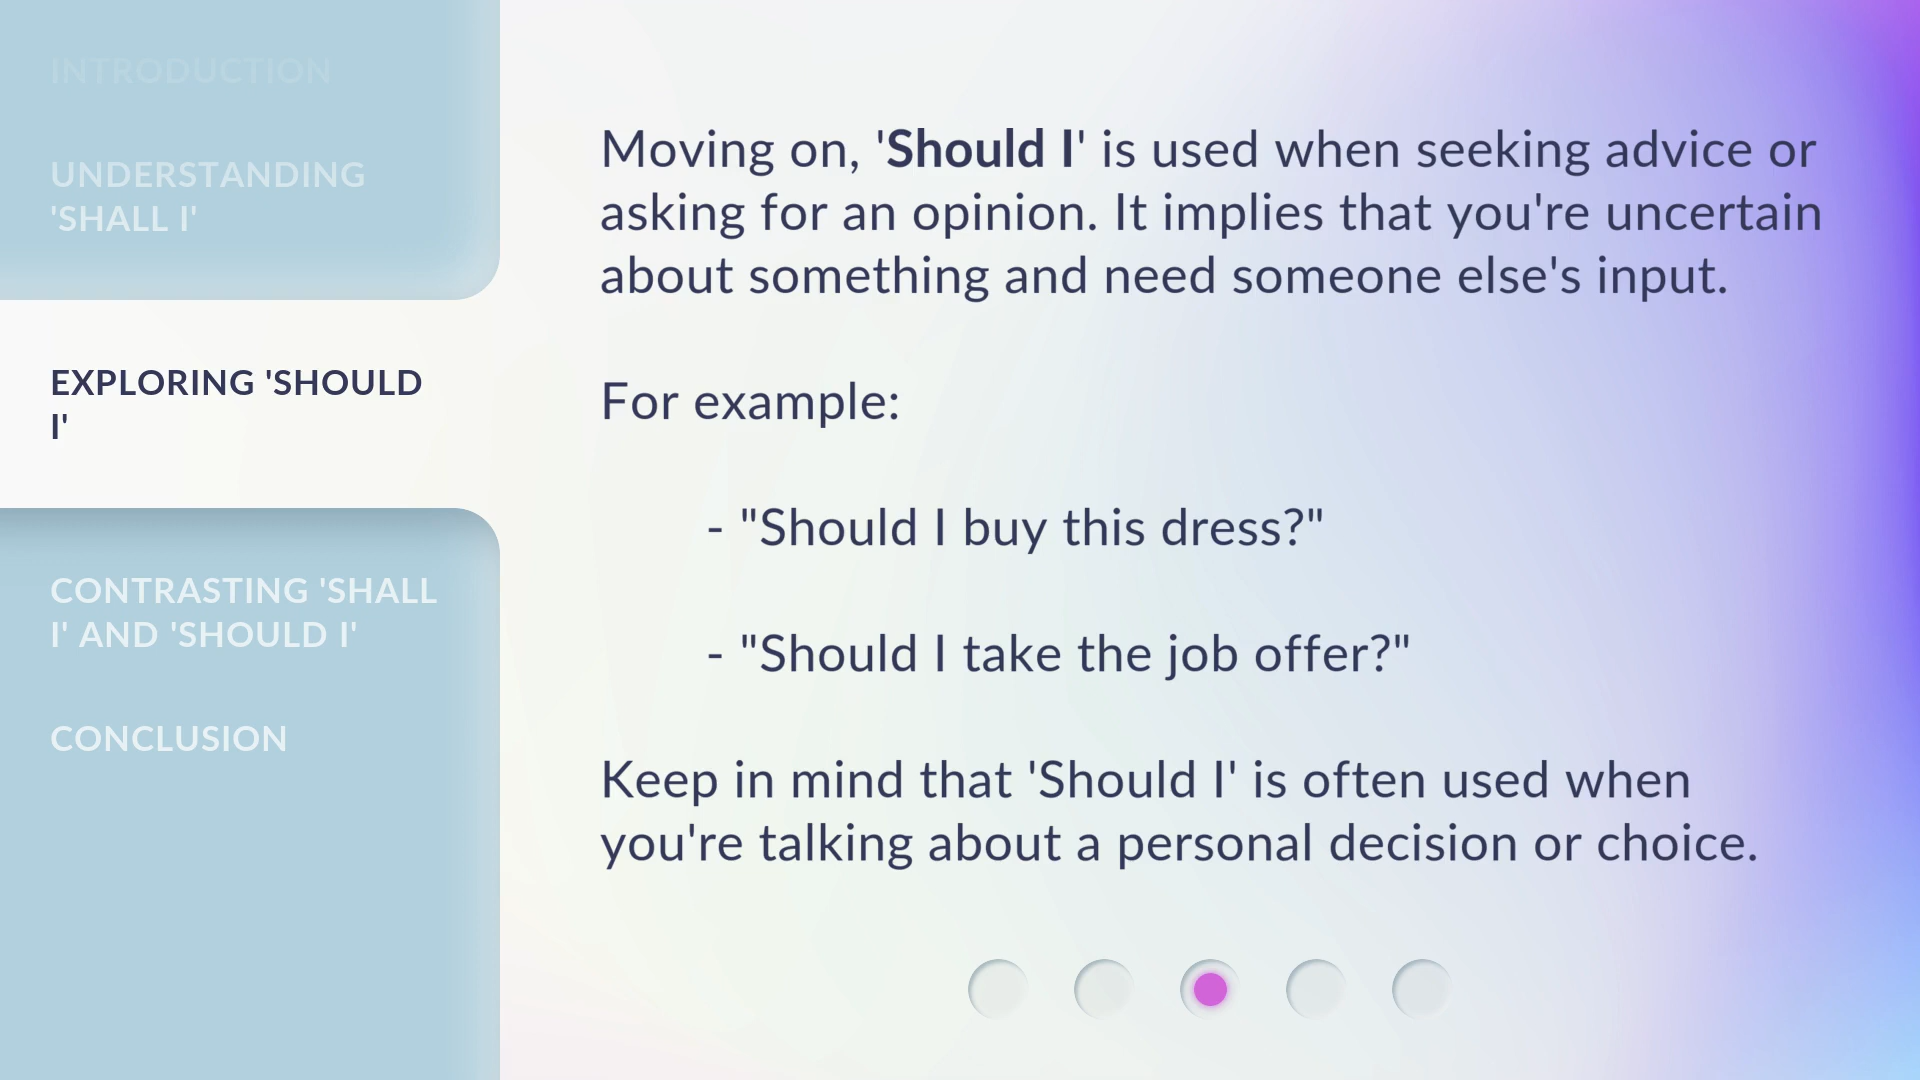 INTRODUCTION
UNDERSTANDING
'SHALL I'
EXPLORING 'SHOULD
I'
CONTRASTING 'SHALL
I' AND 'SHOULD I'
CONCLUSION
Moving on, 'Should I' is used when seeking advice or
asking for an opinion. It implies that you're uncertain
about something and need someone else's input.
For example:
- "Should I buy this dress?"
- "Should I take the job offer?"
Keep in mind that 'Should I' is often used when
you're talking about a personal decision or choice.